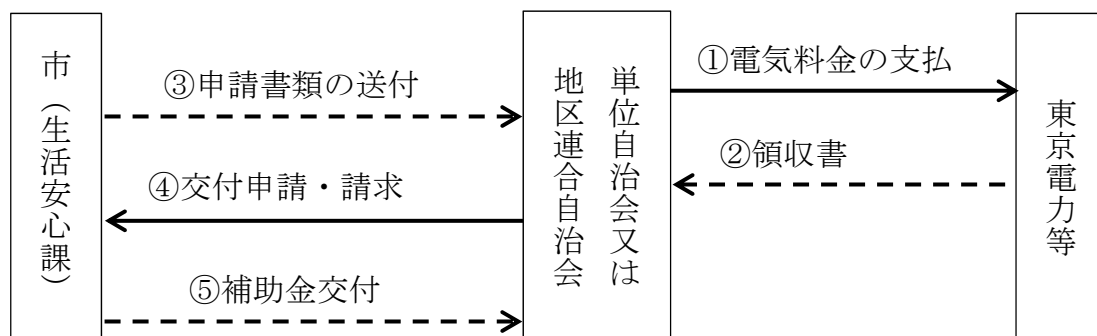 市（生活安心課）
③申請書類の送付
④交付申請・請求
⑤補助金交付
単位自治会又は
地区連合自治会
①電気料金の支払
②領収書
東京電力等